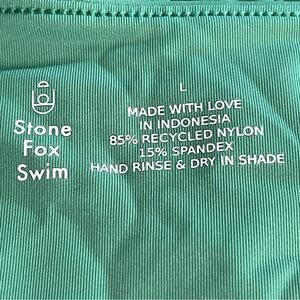 Stone
Fox
Swim
L
MADE WITH LOVE
IN INDONESIA
85% RECYCLED NYLON
15% SPANDEX
HAND RINSE & DRY IN SHADE